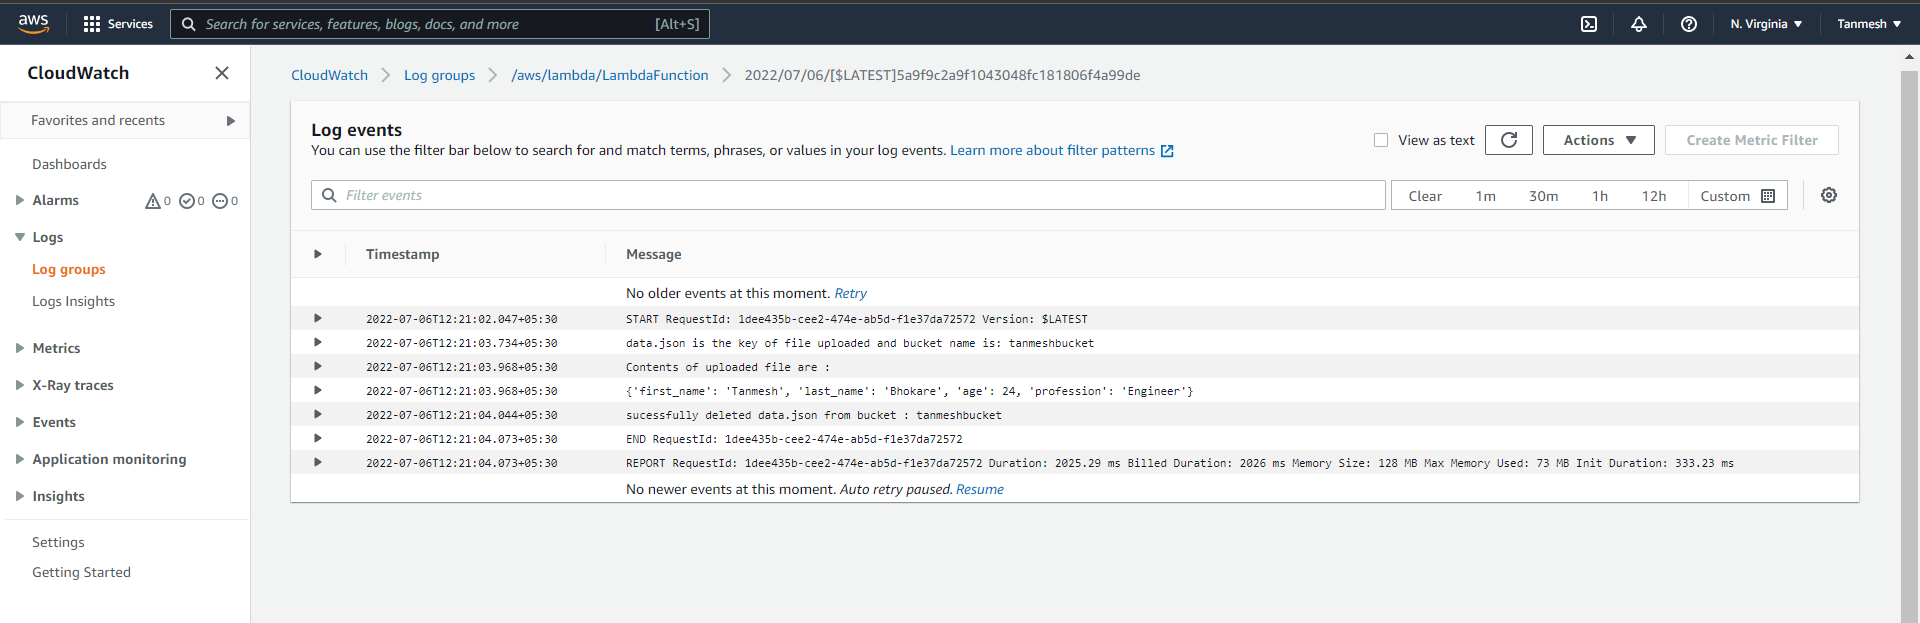 aws
Services
Search for services, features, blogs, docs, and more [Alt+S]
N. Virginia
Tanmesh
CloudWatch
Favorites and recents
Dashboards
Alarms 0 0 0
Logs
Log groups
Logs Insights
Metrics
X-Ray traces
Events
Application monitoring
Insights
Settings
Getting Started
CloudWatch Log groups /aws/lambda/LambdaFunction 2022/07/06/[$LATEST]5a9f9c2a9f1043048fc181806f4a99de
Log events
You can use the filter bar below to search for and match terms, phrases, or values in your log events. Learn more about filter patterns
View as text
Actions
Create Metric Filter
Filter events
Clear 1m 30m 1h 12h Custom
Timestamp Message
No older events at this moment. Retry
2022-07-06T12:21:02.047+05:30 START RequestId: 1dee435b-cee2-474e-ab5d-f1e37da72572 Version: $LATEST
2022-07-06T12:21:03.734+05:30 data.json is the key of file uploaded and bucket name is: tanmeshbucket
2022-07-06T12:21:03.968+05:30 Contents of uploaded file are :
2022-07-06T12:21:03.968+05:30 {'first_name': 'Tanmesh', 'last_name': 'Bhokare', 'age': 24, 'profession': 'Engineer'}
2022-07-06T12:21:04.044+05:30 sucessfully deleted data.json from bucket : tanmeshbucket
2022-07-06T12:21:04.073+05:30 END RequestId: 1dee435b-cee2-474e-ab5d-f1e37da72572
2022-07-06T12:21:04.073+05:30 REPORT RequestId: 1dee435b-cee2-474e-ab5d-f1e37da72572 Duration: 2025.29 ms Billed Duration: 2026 ms Memory Size: 128 MB Max Memory Used: 73 MB Init Duration: 333.23 ms
No newer events at this moment. Auto retry paused. Resume